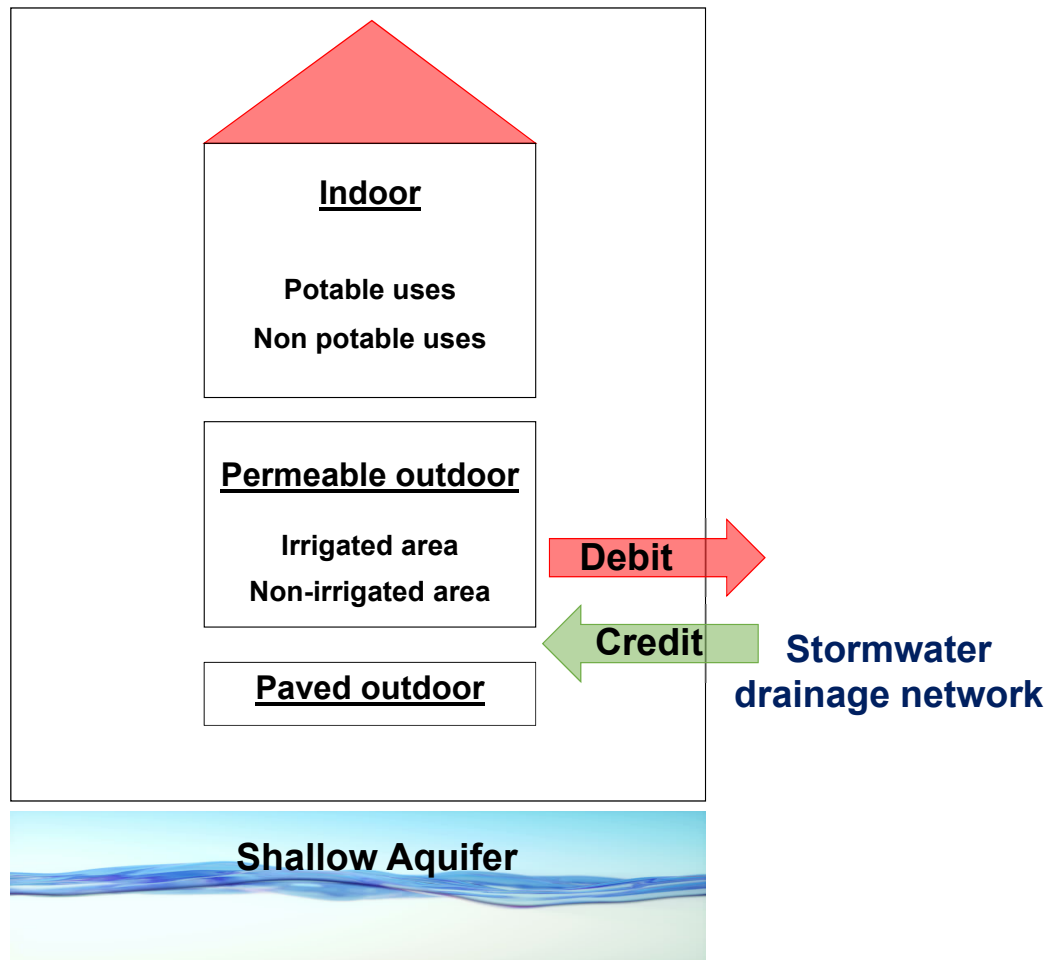 Indoor
Potable uses
Non potable uses
Permeable outdoor
Irrigated area
Non-irrigated area
Debit
Credit
Stormwater
drainage network
Paved outdoor
Shallow Aquifer